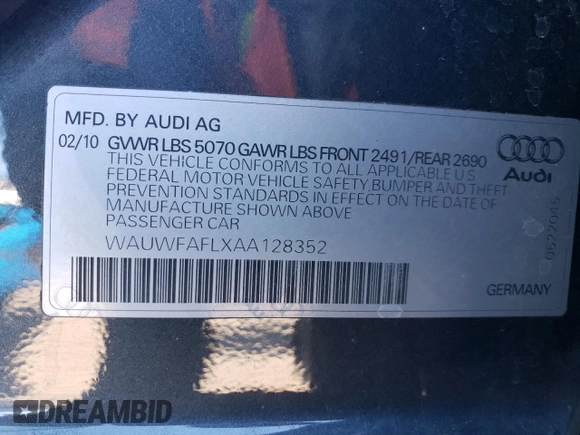 MFD. BY AUDI AG
02/10 GVWR LBS 5070 GAWR LBS FRONT 2491/REAR 2690
THIS VEHICLE CONFORMS TO ALL APPLICABLE U S
FEDERAL MOTOR VEHICLE SAFETY, BUMPER AND THEFT
PREVENTION STANDARDS IN EFFECT ON THE DATE OF
MANUFACTURE SHOWN ABOVE
PASSENGER CAR
WAUWFAFLXAA128352
Audi
0627045
GERMANY
DREAMBID